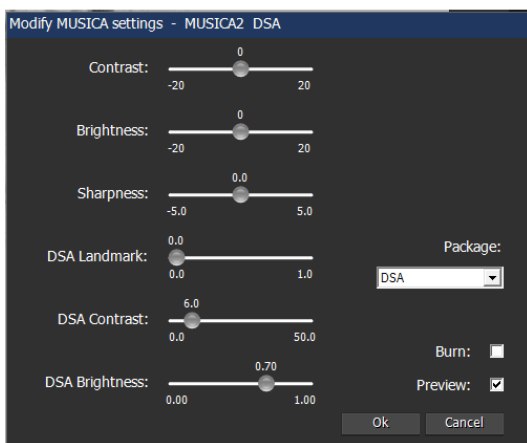 Modify MUSICA settings - MUSICA2 DSA
0
Contrast:
-20 20
0
Brightness:
-20 20
0.0
Sharpness:
-5.0 5.0
0.0
DSA Landmark:
0.0 1.0
Package:
DSA
6.0
DSA Contrast:
0.0 50.0
Burn:
0.70
DSA Brightness:
0.00 1.00
Preview:
Ok Cancel